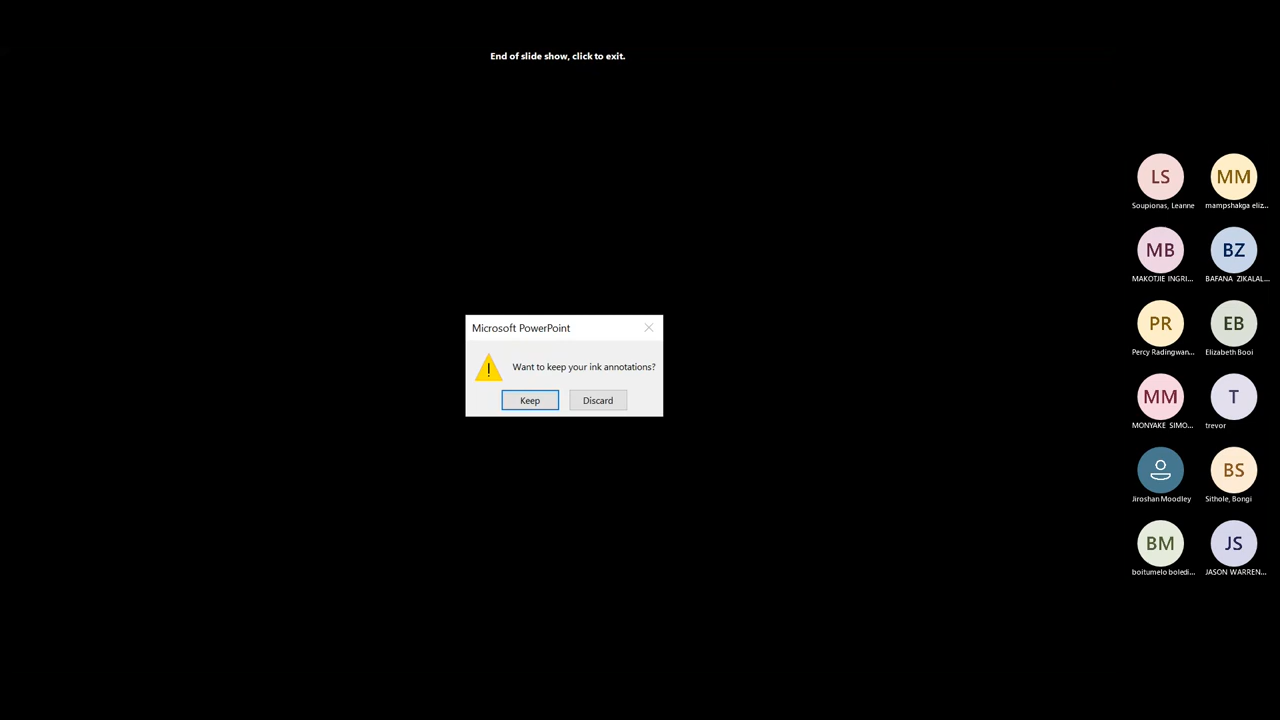 End of slide show, click to exit.
LS
MM
Soupionas, Leanne
mampshakga eliz...
MB
BZ
MAKOTJIE INGRI...
BAFANA ZIKALAL...
Microsoft PowerPoint
PR
EB
Percy Radingwan...
Elizabeth Booi
Want to keep your ink annotations?
Keep
Discard
MM
T
MONYAKE SIMO...
trevor
Jiroshan Moodley
BS
Sithole, Bongi
BM
JS
boitumelo boledi...
JASON WARREN...